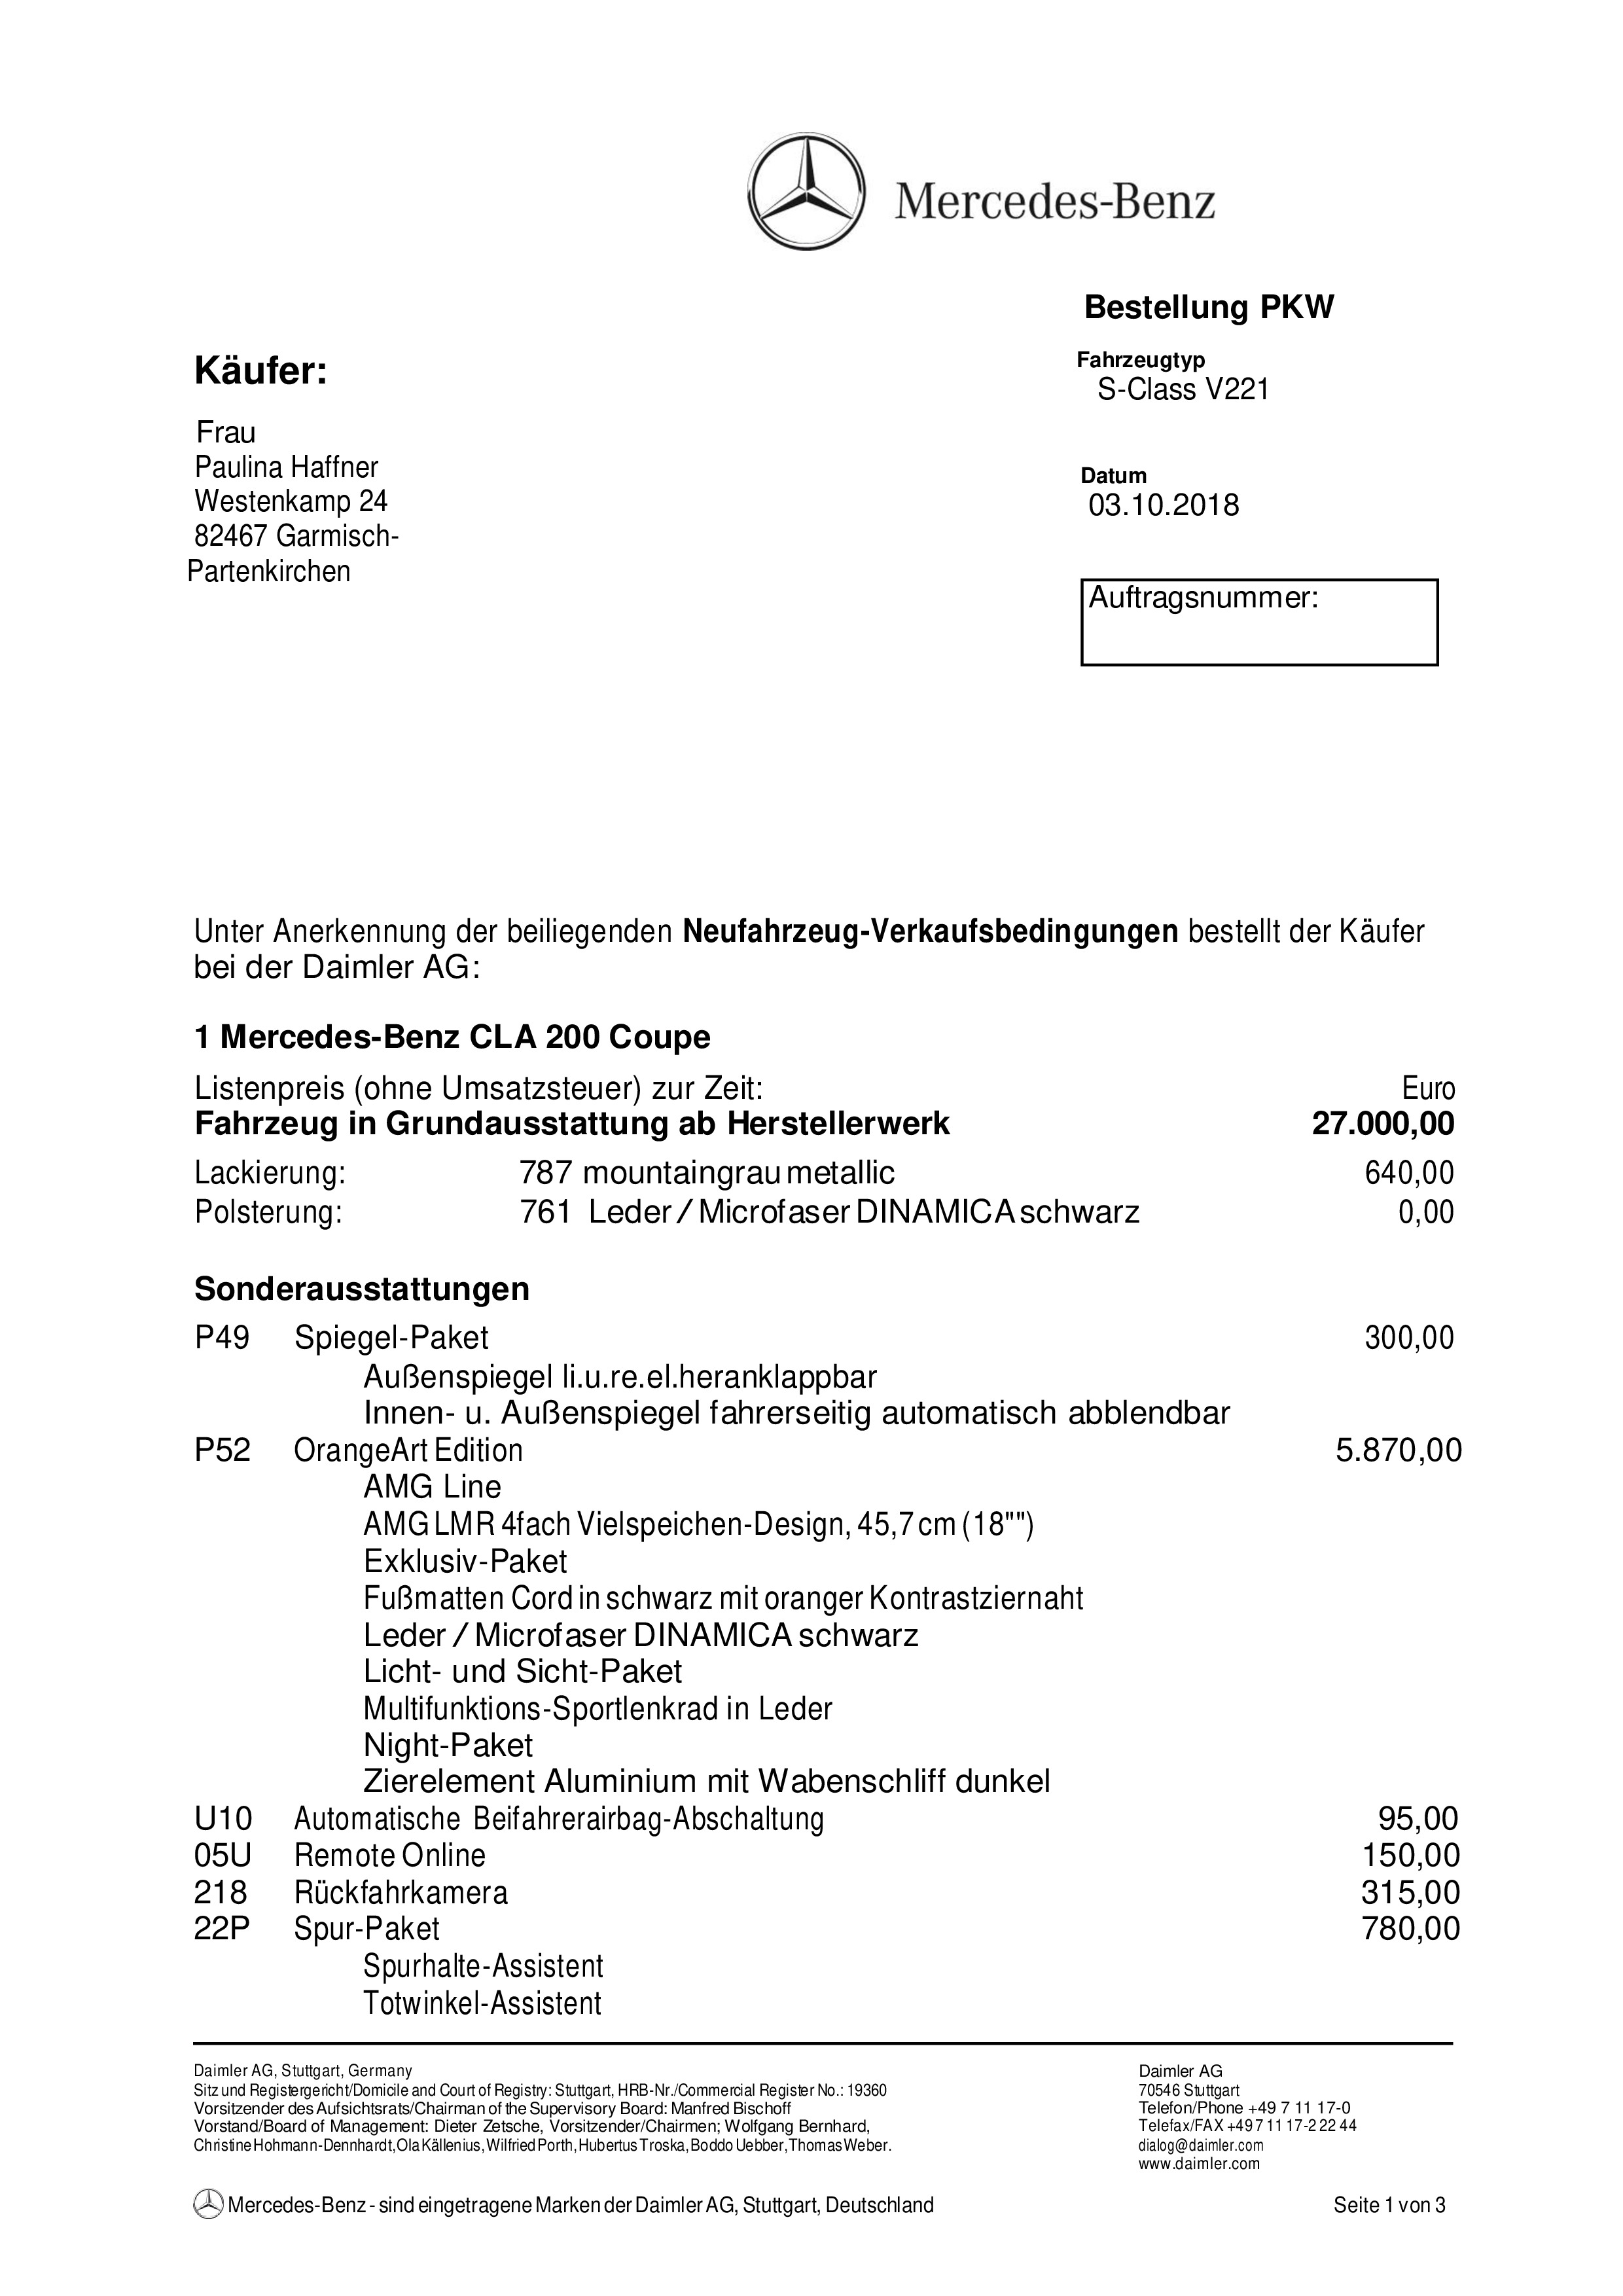 Mercedes-Benz
Bestellung PKW
Käufer:
Fahrzeugtyp
S-Class V221
Frau
Paulina Haffner
Westenkamp 24
82467 Garmisch-
Partenkirchen
Datum
03.10.2018
Auftragsnummer:
Unter Anerkennung der beiliegenden Neufahrzeug-Verkaufsbedingungen bestellt der Käufer
bei der Daimler AG:
1 Mercedes-Benz CLA 200 Coupe
Listenpreis (ohne Umsatzsteuer) zur Zeit: Euro
Fahrzeug in Grundausstattung ab Herstellerwerk 27.000,00
Lackierung: 787 mountaingrau metallic 640,00
Polsterung: 761 Leder / Microfaser DINAMICA schwarz 0,00
Sonderausstattungen
P49 Spiegel-Paket 300,00
Außenspiegel li.u.re.el.heranklappbar
Innen- u. Außenspiegel fahrerseitig automatisch abblendbar
P52 OrangeArt Edition 5.870,00
AMG Line
AMG LMR 4fach Vielspeichen-Design, 45,7 cm (18"")
Exklusiv-Paket
Fußmatten Cord in schwarz mit oranger Kontrastziernaht
Leder / Microfaser DINAMICA schwarz
Licht- und Sicht-Paket
Multifunktions-Sportlenkrad in Leder
Night-Paket
Zierelement Aluminium mit Wabenschliff dunkel
U10 Automatische Beifahrerairbag-Abschaltung 95,00
05U Remote Online 150,00
218 Rückfahrkamera 315,00
22P Spur-Paket 780,00
Spurhalte-Assistent
Totwinkel-Assistent
Daimler AG, Stuttgart, Germany
Sitz und Registergericht/Domicile and Court of Registry: Stuttgart, HRB-Nr./Commercial Register No.: 19360
Vorsitzender des Aufsichtsrats/Chairman of the Supervisory Board: Manfred Bischoff
Vorstand/Board of Management: Dieter Zetsche, Vorsitzender/Chairmen; Wolfgang Bernhard,
Christine Hohmann-Dennhardt, Ola Källenius, Wilfried Porth, Hubertus Troska, Boddo Uebber, Thomas Weber.
Daimler AG
70546 Stuttgart
Telefon/Phone +49 7 11 17-0
Telefax/FAX +49 7 11 17-2 22 44
dialog@daimler.com
www.daimler.com
Mercedes-Benz - sind eingetragene Marken der Daimler AG, Stuttgart, Deutschland
Seite 1 von 3